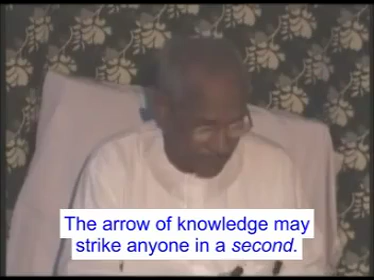 The arrow of knowledge may
strike anyone in a second.